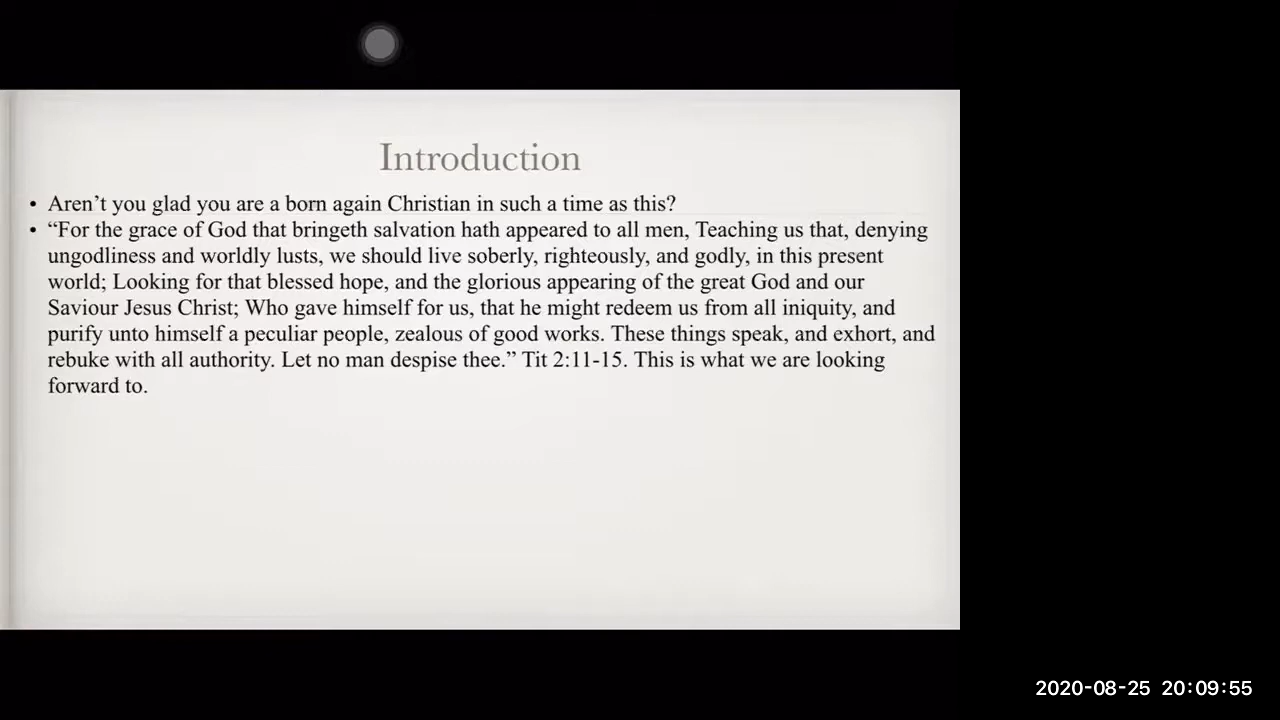 Introduction
• Aren’t you glad you are a born again Christian in such a time as this?
• “For the grace of God that bringeth salvation hath appeared to all men, Teaching us that, denying
ungodliness and worldly lusts, we should live soberly, righteously, and godly, in this present
world; Looking for that blessed hope, and the glorious appearing of the great God and our
Saviour Jesus Christ; Who gave himself for us, that he might redeem us from all iniquity, and
purify unto himself a peculiar people, zealous of good works. These things speak, and exhort, and
rebuke with all authority. Let no man despise thee.” Tit 2:11-15. This is what we are looking
forward to.
2020-08-25 20:09:55